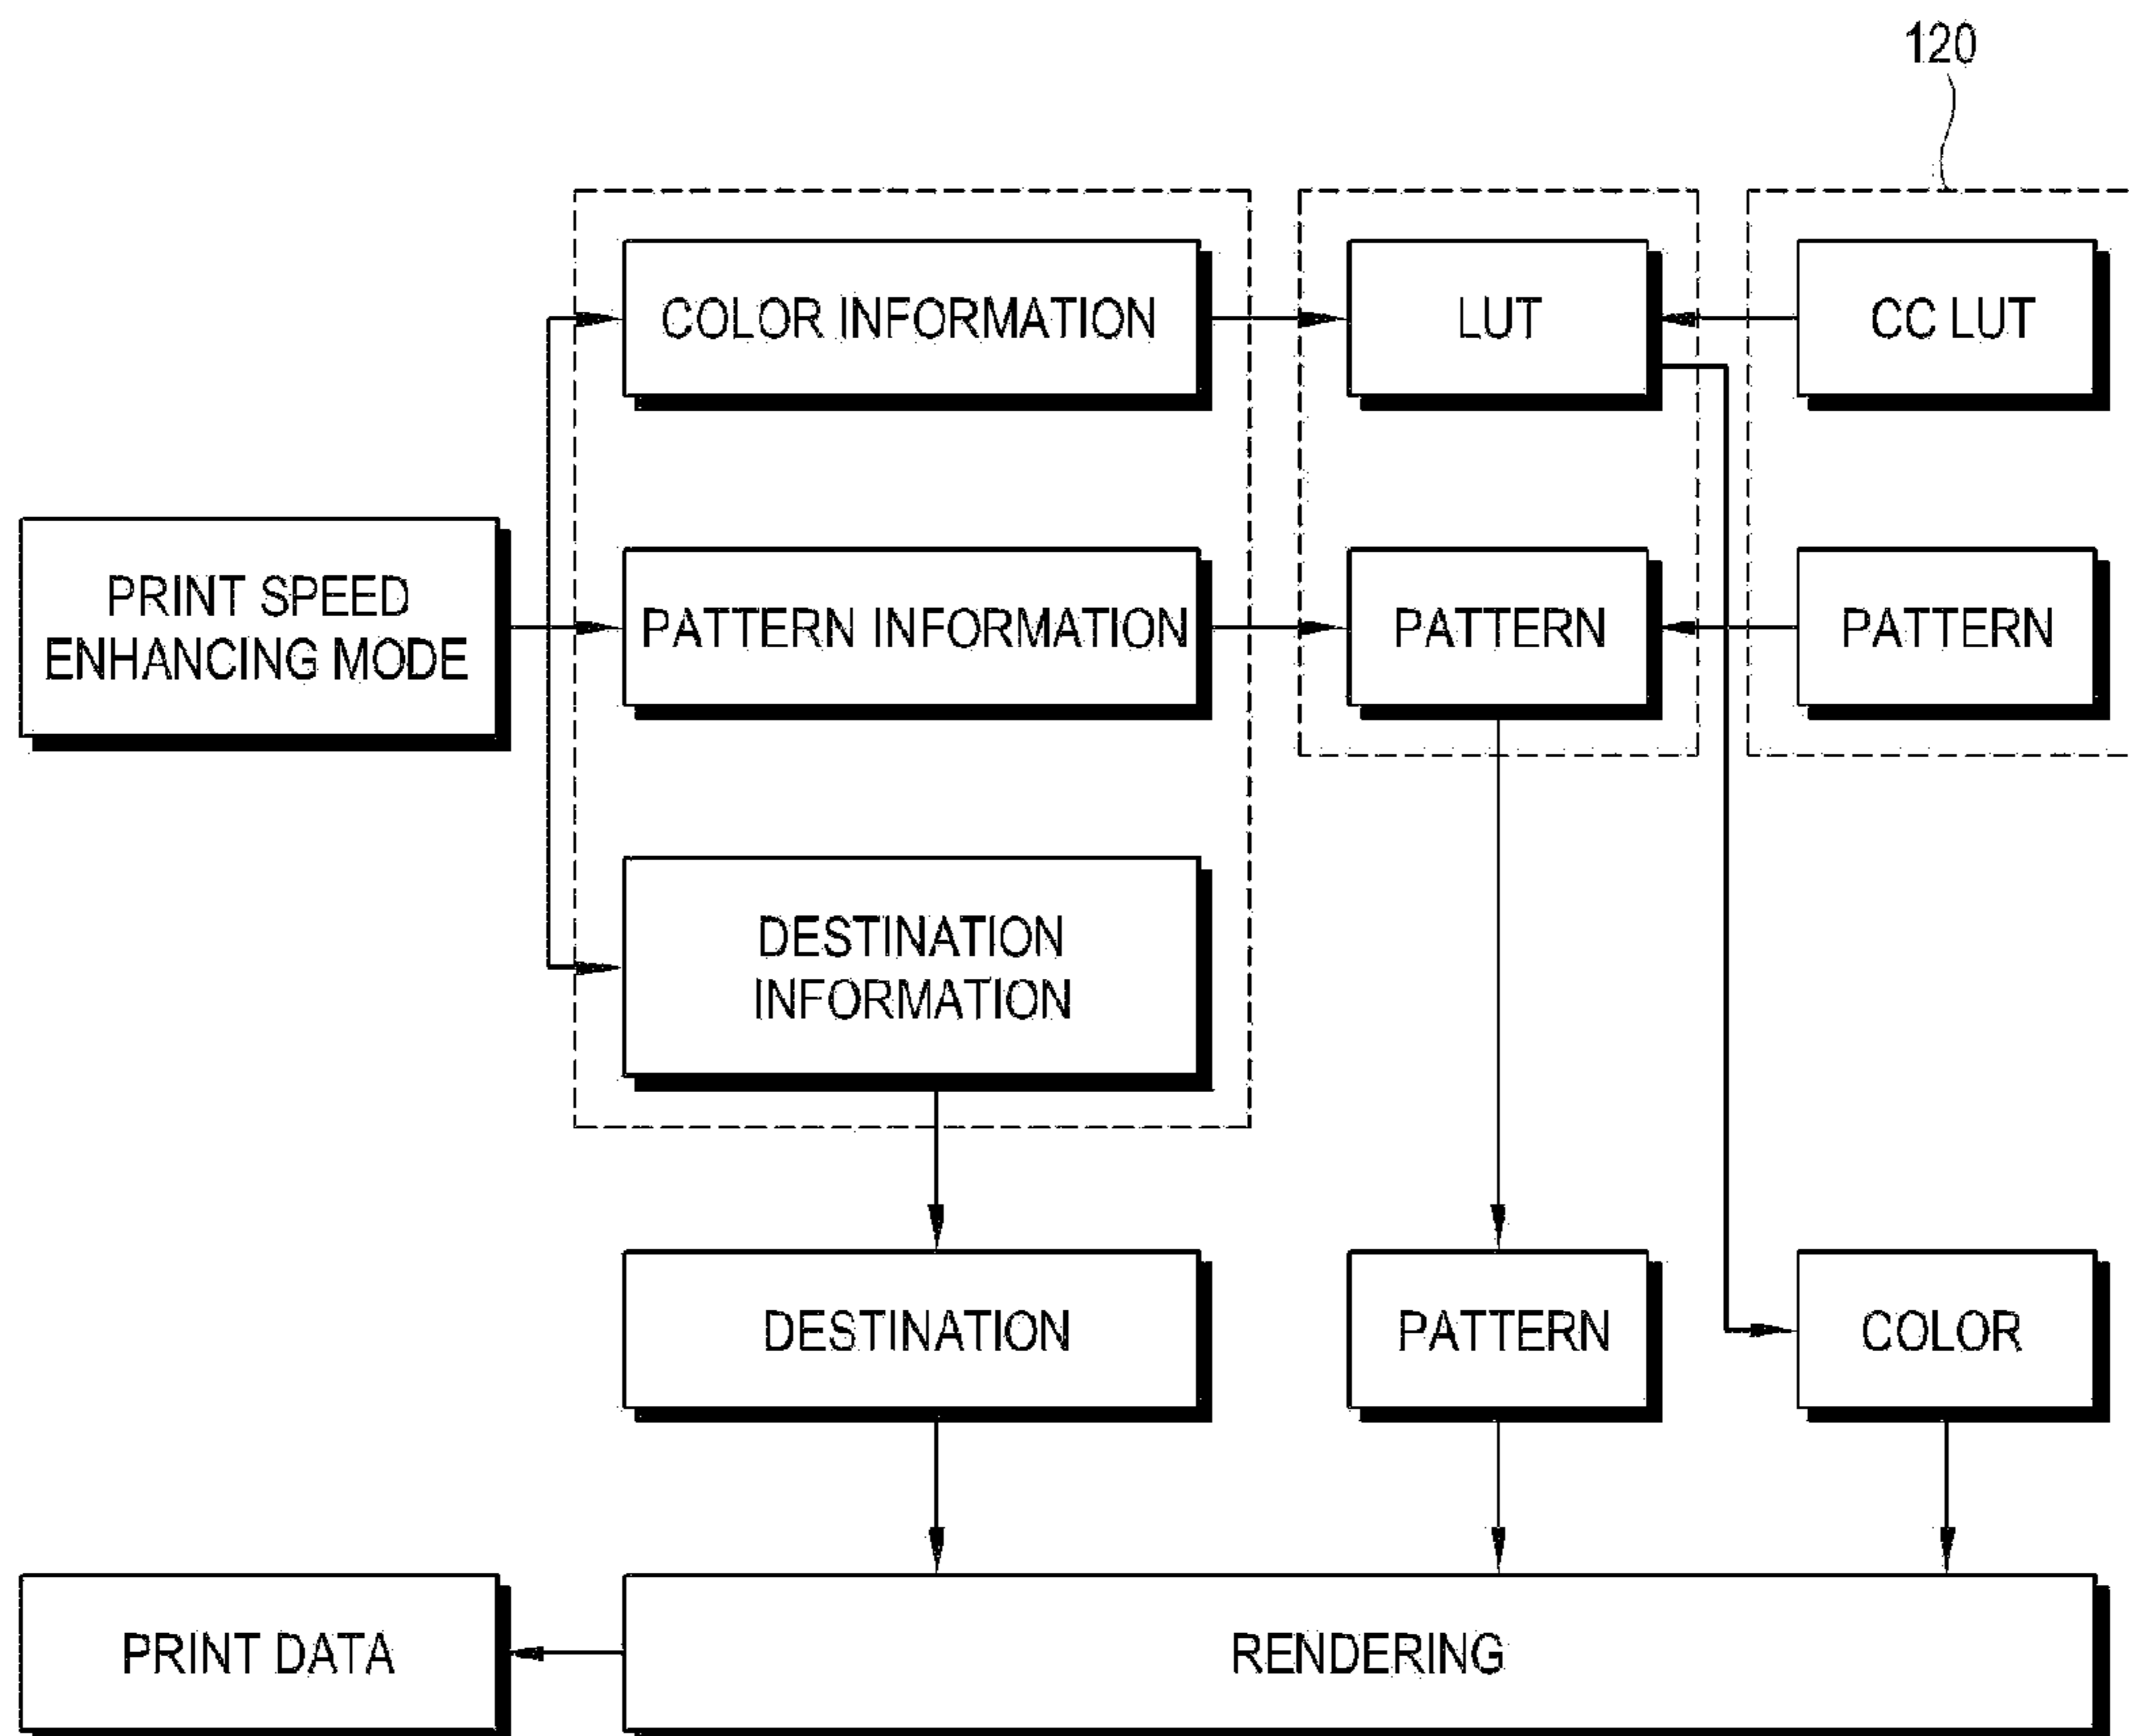 120
COLOR INFORMATION
LUT
CC LUT
PRINT SPEED
ENHANCING MODE
PATTERN INFORMATION
PATTERN
PATTERN
DESTINATION
INFORMATION
DESTINATION
PATTERN
COLOR
PRINT DATA
RENDERING